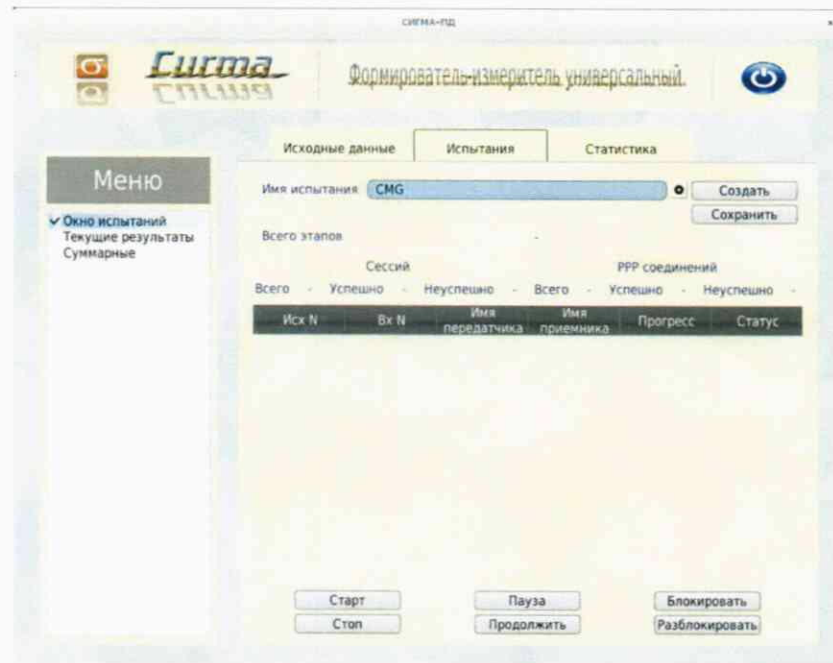 СИГМА-ПД
Сигма
Формирователь-измеритель универсальный
Исходные данные
Испытания
Статистика
Меню
Окно испытаний
Текущие результаты
Суммарные
Имя испытания
CMG
Создать
Сохранить
Всего этапов -
Сессий
PPP соединений
Всего - Успешно - Неуспешно - Всего - Успешно - Неуспешно -
Исх N
Вх N
Имя передатчика
Имя приемника
Прогресс
Статус
Старт
Пауза
Блокировать
Стоп
Продолжить
Разблокировать